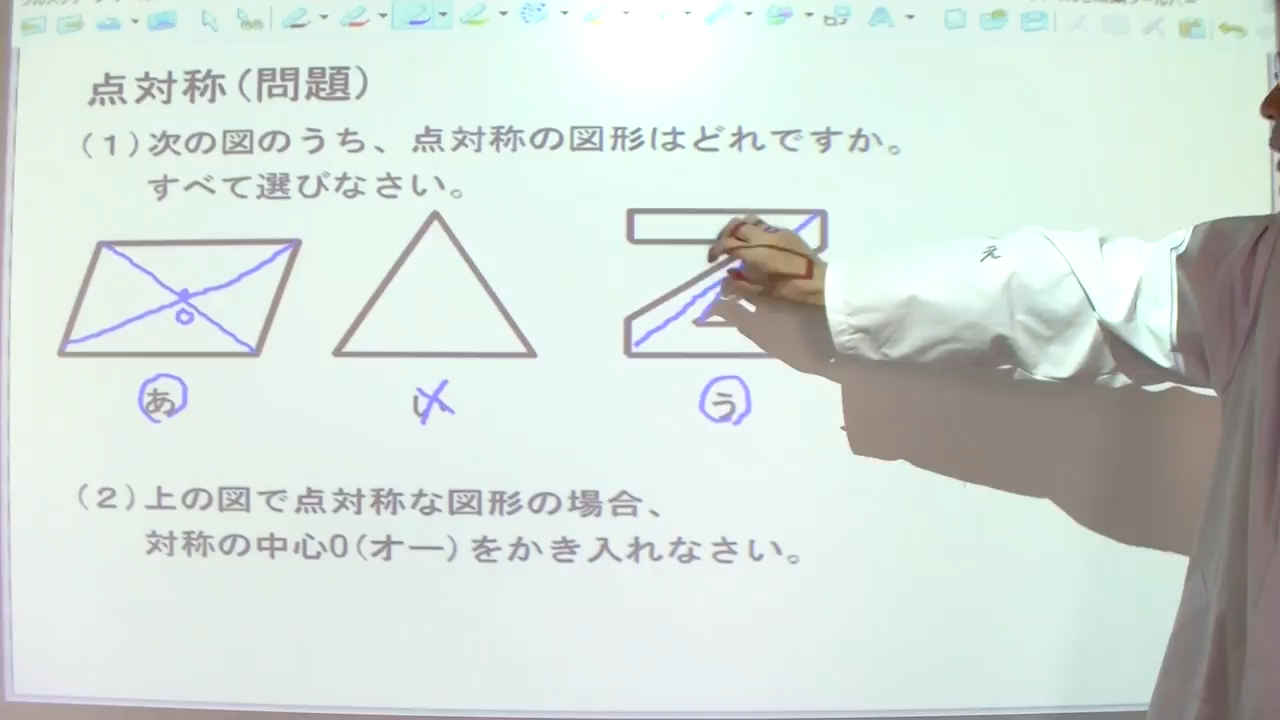 点対称(問題)
(1)次の図のうち、点対称の図形はどれですか。
すべて選びなさい。
O
あ い う
え
(2)上の図で点対称な図形の場合、
対称の中心O(オー)をかき入れなさい。